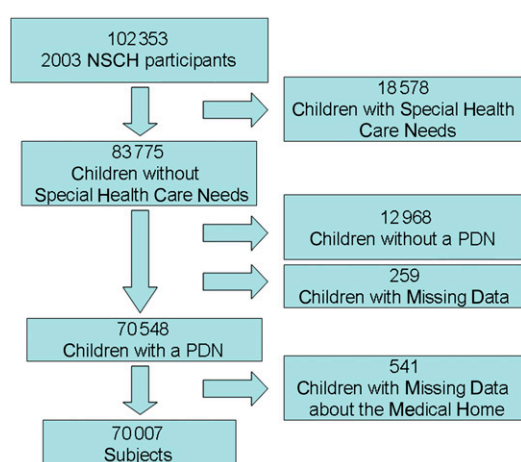 102 353
2003 NSCH participants
18 578
Children with Special Health
Care Needs
83 775
Children without
Special Health Care Needs
12 968
Children without a PDN
259
Children with Missing Data
70 548
Children with a PDN
541
Children with Missing Data
about the Medical Home
70 007
Subjects